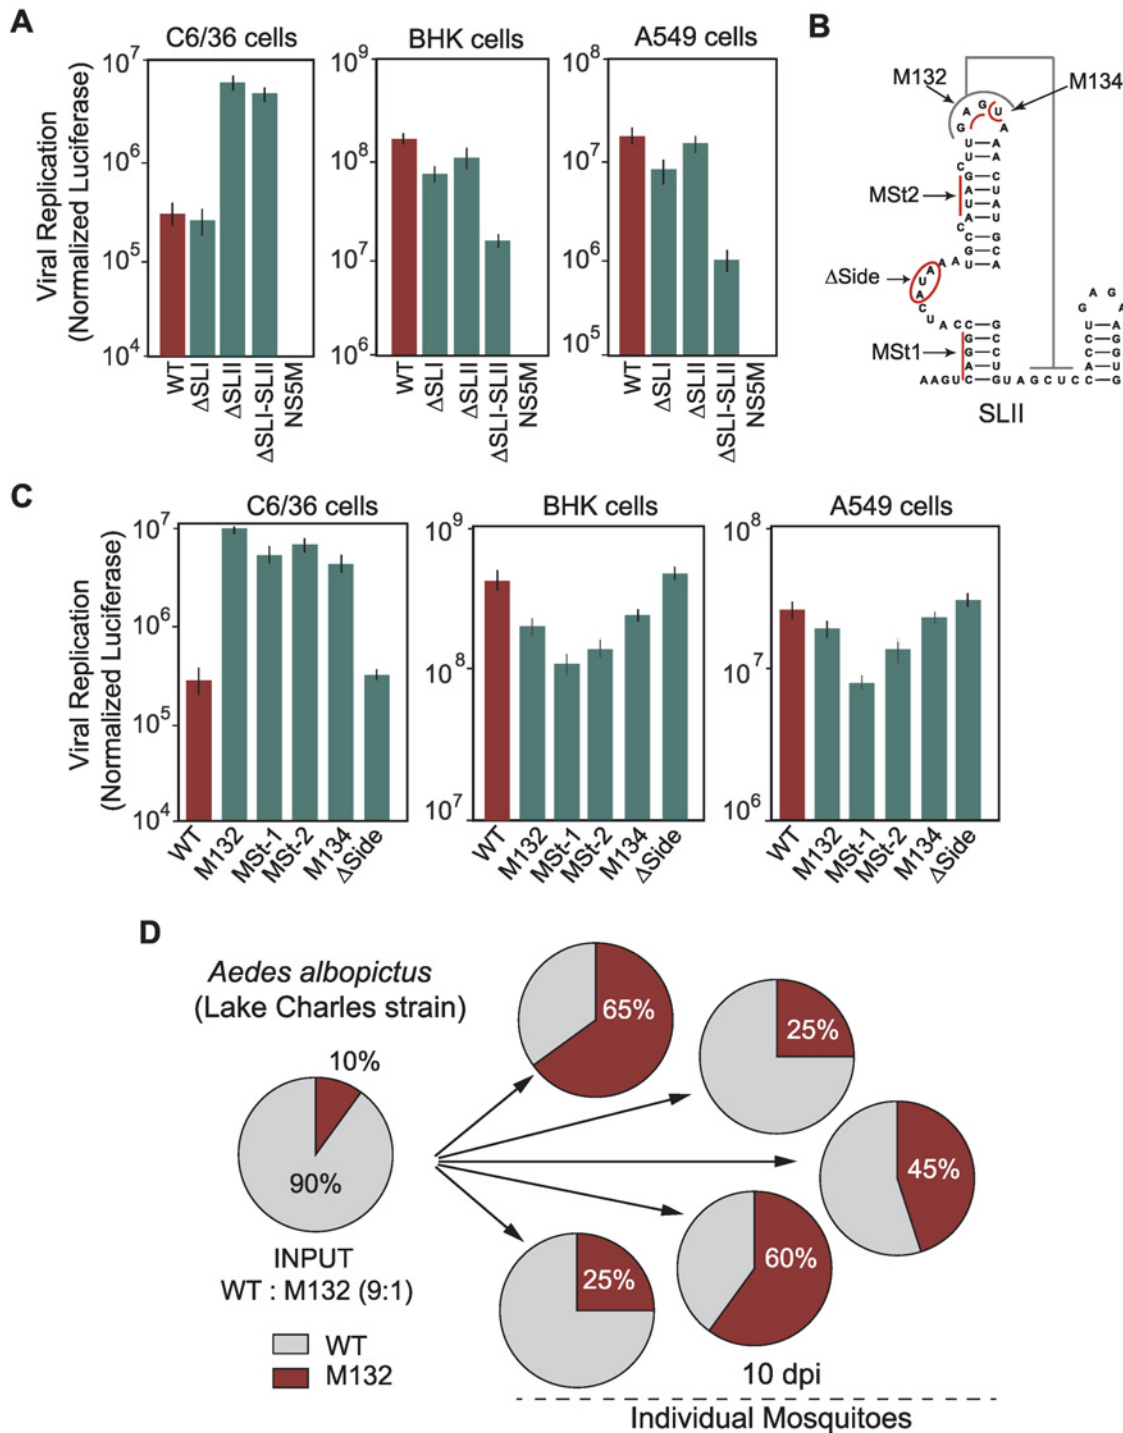 A
C6/36 cells
BHK cells
A549 cells
Viral Replication
(Normalized Luciferase)
10^7
10^6
10^5
10^4
10^9
10^8
10^7
10^6
10^8
10^7
10^6
10^5
WT
ΔSLI
ΔSLII
ΔSLI-SLII
NS5M
WT
ΔSLI
ΔSLII
ΔSLI-SLII
NS5M
WT
ΔSLI
ΔSLII
ΔSLI-SLII
NS5M
B
M132
M134
MSt2
ΔSide
MSt1
AAGUC
GUAGCUCC
SLII
C
C6/36 cells
BHK cells
A549 cells
Viral Replication
(Normalized Luciferase)
10^7
10^6
10^5
10^4
10^9
10^8
10^7
10^8
10^7
10^6
WT
M132
MSt-1
MSt-2
M134
ΔSide
WT
M132
MSt-1
MSt-2
M134
ΔSide
WT
M132
MSt-1
MSt-2
M134
ΔSide
D
Aedes albopictus
(Lake Charles strain)
10%
90%
INPUT
WT : M132 (9:1)
WT
M132
65%
25%
45%
60%
25%
10 dpi
Individual Mosquitoes